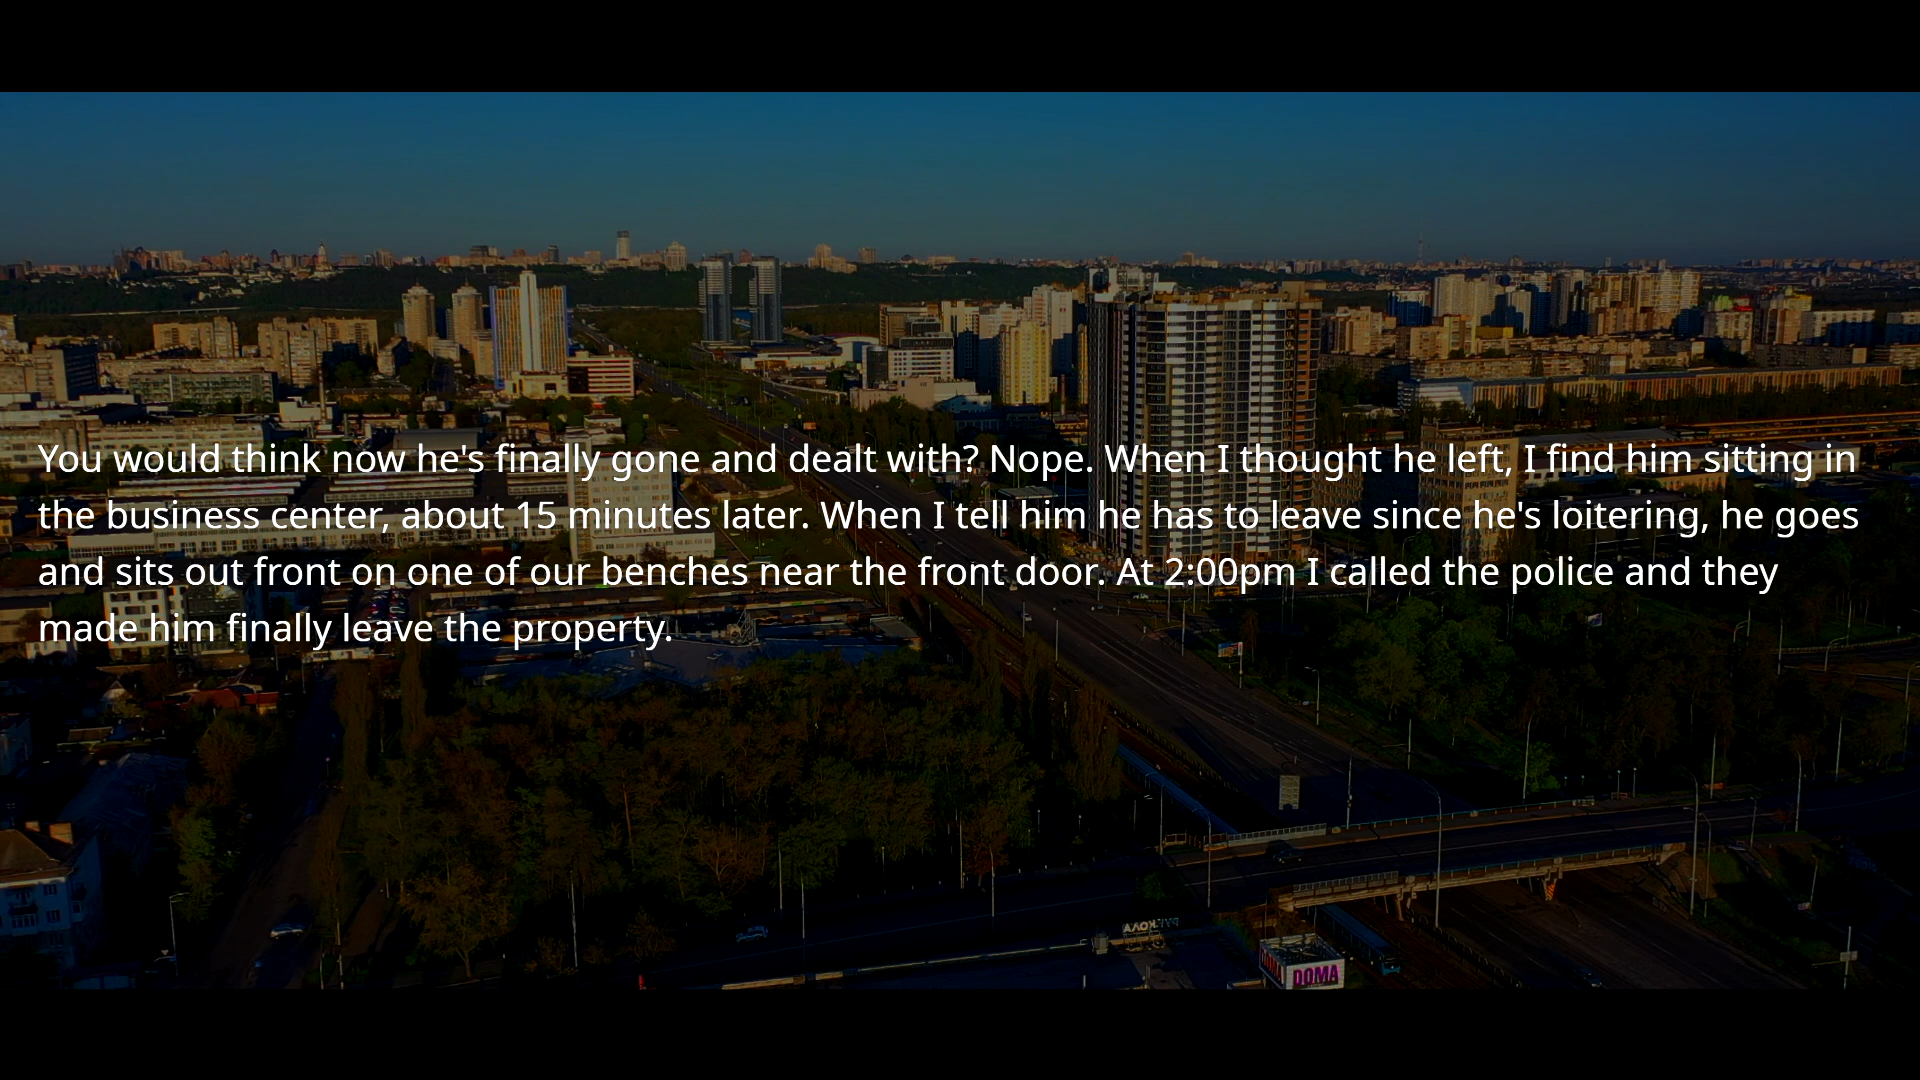 You would think now he's finally gone and dealt with? Nope. When I thought he left, I find him sitting in
the business center, about 15 minutes later. When I tell him he has to leave since he's loitering, he goes
and sits out front on one of our benches near the front door. At 2:00pm I called the police and they
made him finally leave the property.
DOMA